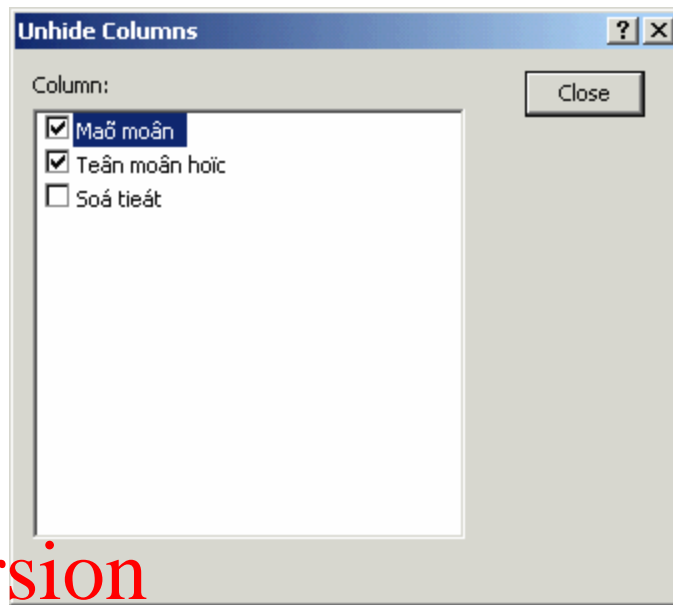 Unhide Columns
Column:
Close
Maõ moân
Teân moân hoïc
Soá tieát
rsion